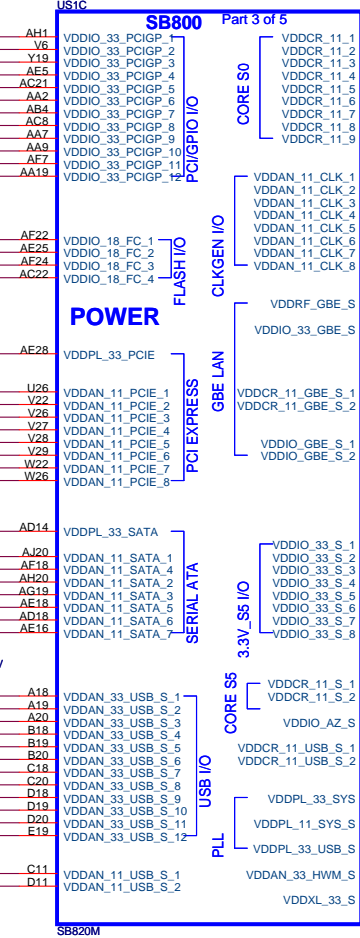 US1C
SB800
Part 3 of 5
AH1 VDDIO_33_PCIGP_1
V6 VDDIO_33_PCIGP_2
Y19 VDDIO_33_PCIGP_3
AE5 VDDIO_33_PCIGP_4
AC21 VDDIO_33_PCIGP_5
AA2 VDDIO_33_PCIGP_6
AB4 VDDIO_33_PCIGP_7
AC8 VDDIO_33_PCIGP_8
AA7 VDDIO_33_PCIGP_9
AA9 VDDIO_33_PCIGP_10
AF7 VDDIO_33_PCIGP_11
AA19 VDDIO_33_PCIGP_12
PCI/GPIO I/O
AF22 VDDIO_18_FC_1
AE25 VDDIO_18_FC_2
AF24 VDDIO_18_FC_3
AC22 VDDIO_18_FC_4
FLASH I/O
POWER
AE28 VDDPL_33_PCIE
U26 VDDAN_11_PCIE_1
V22 VDDAN_11_PCIE_2
V26 VDDAN_11_PCIE_3
V27 VDDAN_11_PCIE_4
V28 VDDAN_11_PCIE_5
V29 VDDAN_11_PCIE_6
W22 VDDAN_11_PCIE_7
W26 VDDAN_11_PCIE_8
PCI EXPRESS
AD14 VDDPL_33_SATA
AJ20 VDDAN_11_SATA_1
AF18 VDDAN_11_SATA_4
AH20 VDDAN_11_SATA_2
AG19 VDDAN_11_SATA_3
AE18 VDDAN_11_SATA_5
AD18 VDDAN_11_SATA_6
AE16 VDDAN_11_SATA_7
SERIAL ATA
A18 VDDAN_33_USB_S_1
A19 VDDAN_33_USB_S_2
A20 VDDAN_33_USB_S_3
B18 VDDAN_33_USB_S_4
B19 VDDAN_33_USB_S_5
B20 VDDAN_33_USB_S_6
C18 VDDAN_33_USB_S_7
C20 VDDAN_33_USB_S_8
D18 VDDAN_33_USB_S_9
D19 VDDAN_33_USB_S_10
D20 VDDAN_33_USB_S_11
E19 VDDAN_33_USB_S_12
USB I/O
C11 VDDAN_11_USB_S_1
D11 VDDAN_11_USB_S_2
CORE S0
VDDCR_11_1
VDDCR_11_2
VDDCR_11_3
VDDCR_11_4
VDDCR_11_5
VDDCR_11_6
VDDCR_11_7
VDDCR_11_8
VDDCR_11_9
CLKGEN I/O
VDDAN_11_CLK_1
VDDAN_11_CLK_2
VDDAN_11_CLK_3
VDDAN_11_CLK_4
VDDAN_11_CLK_5
VDDAN_11_CLK_6
VDDAN_11_CLK_7
VDDAN_11_CLK_8
GBE LAN
VDDRF_GBE_S
VDDIO_33_GBE_S
VDDCR_11_GBE_S_1
VDDCR_11_GBE_S_2
VDDIO_GBE_S_1
VDDIO_GBE_S_2
3.3V_S5 I/O
VDDIO_33_S_1
VDDIO_33_S_2
VDDIO_33_S_3
VDDIO_33_S_4
VDDIO_33_S_5
VDDIO_33_S_6
VDDIO_33_S_7
VDDIO_33_S_8
CORE S5
VDDCR_11_S_1
VDDCR_11_S_2
VDDIO_AZ_S
VDDCR_11_USB_S_1
VDDCR_11_USB_S_2
PLL
VDDPL_33_SYS
VDDPL_11_SYS_S
VDDPL_33_USB_S
VDDAN_33_HWM_S
VDDXL_33_S
SB820M